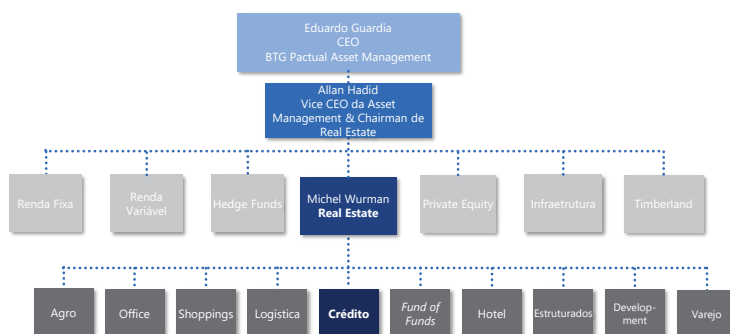 Eduardo Guardia
CEO
BTG Pactual Asset Management
Allan Hadid
Vice CEO da Asset
Management & Chairman de
Real Estate
Renda Fixa
Renda
Variável
Hedge Funds
Michel Wurman
Real Estate
Private Equity
Infraetrutura
Timberland
Agro
Office
Shoppings
Logística
Crédito
Fund of
Funds
Hotel
Estruturados
Develop-
ment
Varejo